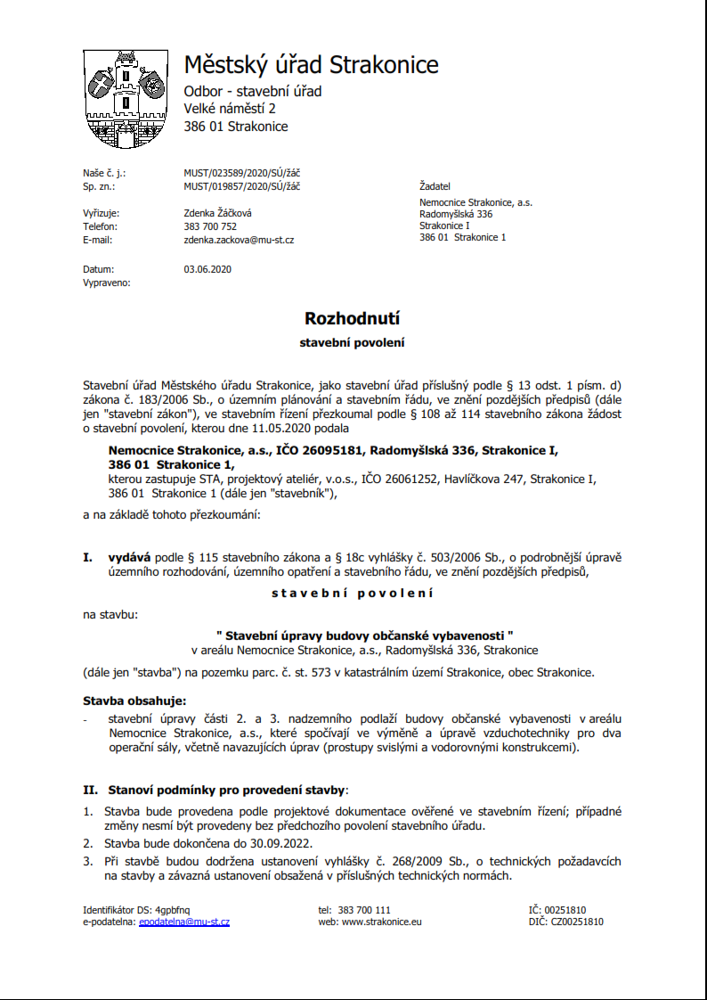 Městský úřad Strakonice
Odbor - stavební úřad
Velké náměstí 2
386 01 Strakonice
Naše č. j.: MUST/023589/2020/SÚ/žáč
Sp. zn.: MUST/019857/2020/SÚ/žáč
Vyřizuje: Zdenka Žáčková
Telefon: 383 700 752
E-mail: zdenka.zackova@mu-st.cz
Datum: 03.06.2020
Vypraveno:
Žadatel
Nemocnice Strakonice, a.s.
Radomyšlská 336
Strakonice I
386 01 Strakonice 1
Rozhodnutí
stavební povolení
Stavební úřad Městského úřadu Strakonice, jako stavební úřad příslušný podle § 13 odst. 1 písm. d)
zákona č. 183/2006 Sb., o územním plánování a stavebním řádu, ve znění pozdějších předpisů (dále
jen "stavební zákon"), ve stavebním řízení přezkoumal podle § 108 až 114 stavebního zákona žádost
o stavební povolení, kterou dne 11.05.2020 podala
Nemocnice Strakonice, a.s., IČO 26095181, Radomyšlská 336, Strakonice I,
386 01 Strakonice 1,
kterou zastupuje STA, projektový ateliér, v.o.s., IČO 26061252, Havlíčkova 247, Strakonice I,
386 01 Strakonice 1 (dále jen "stavebník"),
a na základě tohoto přezkoumání:
I. vydává podle § 115 stavebního zákona a § 18c vyhlášky č. 503/2006 Sb., o podrobnější úpravě
územního rozhodování, územního opatření a stavebního řádu, ve znění pozdějších předpisů,
s t a v e b n í p o v o l e n í
na stavbu:
" Stavební úpravy budovy občanské vybavenosti "
v areálu Nemocnice Strakonice, a.s., Radomyšlská 336, Strakonice
(dále jen "stavba") na pozemku parc. č. st. 573 v katastrálním území Strakonice, obec Strakonice.
Stavba obsahuje:
- stavební úpravy části 2. a 3. nadzemního podlaží budovy občanské vybavenosti v areálu
Nemocnice Strakonice, a.s., které spočívají ve výměně a úpravě vzduchotechniky pro dva
operační sály, včetně navazujících úprav (prostupy svislými a vodorovnými konstrukcemi).
II. Stanoví podmínky pro provedení stavby:
1. Stavba bude provedena podle projektové dokumentace ověřené ve stavebním řízení; případné
změny nesmí být provedeny bez předchozího povolení stavebního úřadu.
2. Stavba bude dokončena do 30.09.2022.
3. Při stavbě budou dodržena ustanovení vyhlášky č. 268/2009 Sb., o technických požadavcích
na stavby a závazná ustanovení obsažená v příslušných technických normách.
Identifikátor DS: 4gpbfnq tel: 383 700 111 IČ: 00251810
e-podatelna: epodatelna@mu-st.cz web: www.strakonice.eu DIČ: CZ00251810